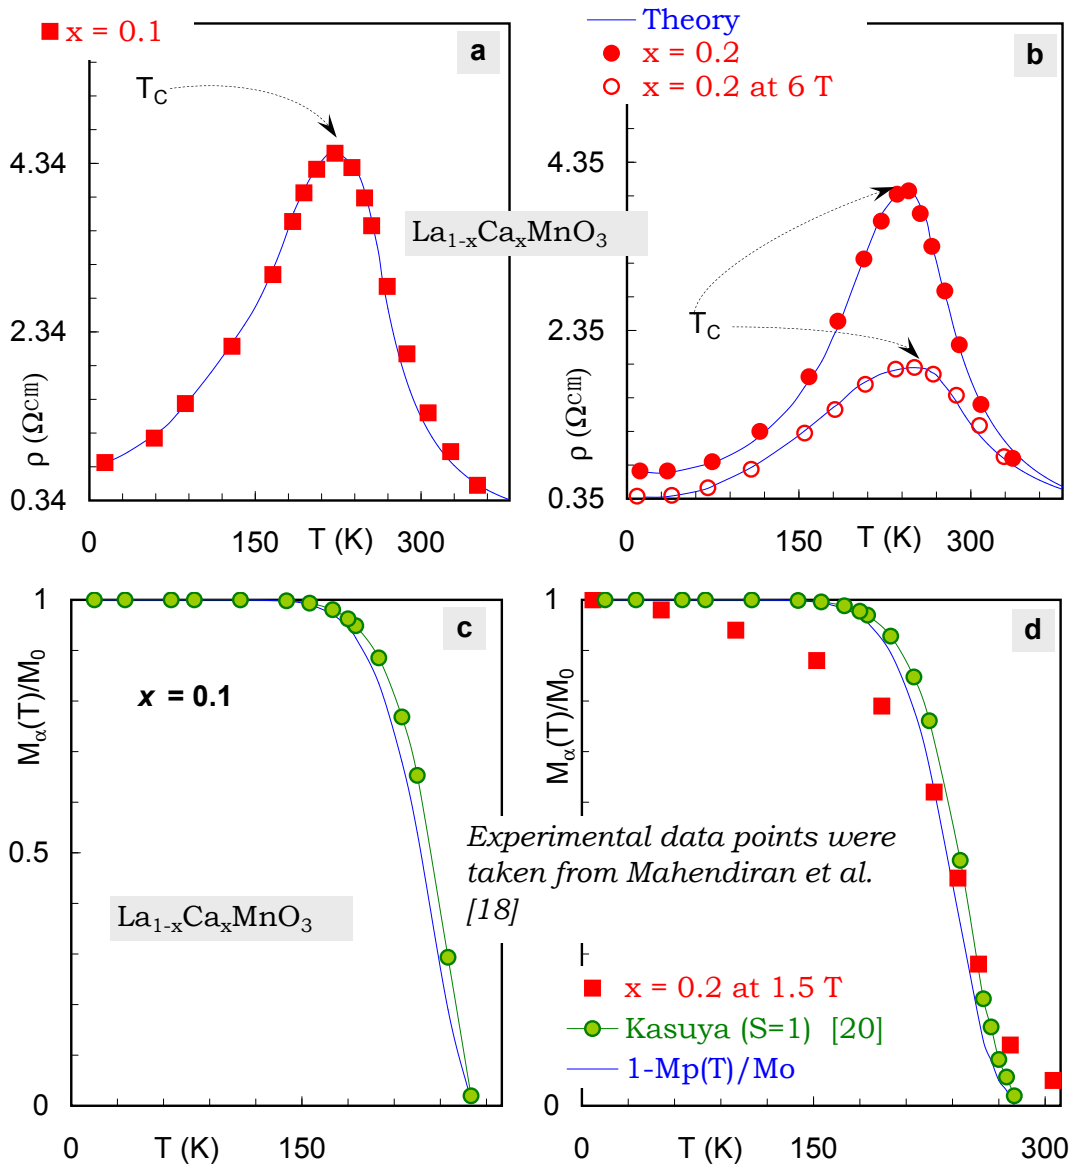 x = 0.1
a
T_C
4.34
2.34
0.34
ρ (Ωcm)
0
150
T (K)
300
Theory
x = 0.2
x = 0.2 at 6 T
b
4.35
2.35
0.35
ρ (Ωcm)
T_C
0
150
T (K)
300
La₁₋ₓCaₓMnO₃
1
0.5
0
M_α(T)/M₀
c
x = 0.1
La₁₋ₓCaₓMnO₃
0
T (K)
150
1
0
M_α(T)/M₀
d
Experimental data points were
taken from Mahendiran et al.
[18]
x = 0.2 at 1.5 T
Kasuya (S=1) [20]
1-Mp(T)/Mo
0
T (K)
150
300